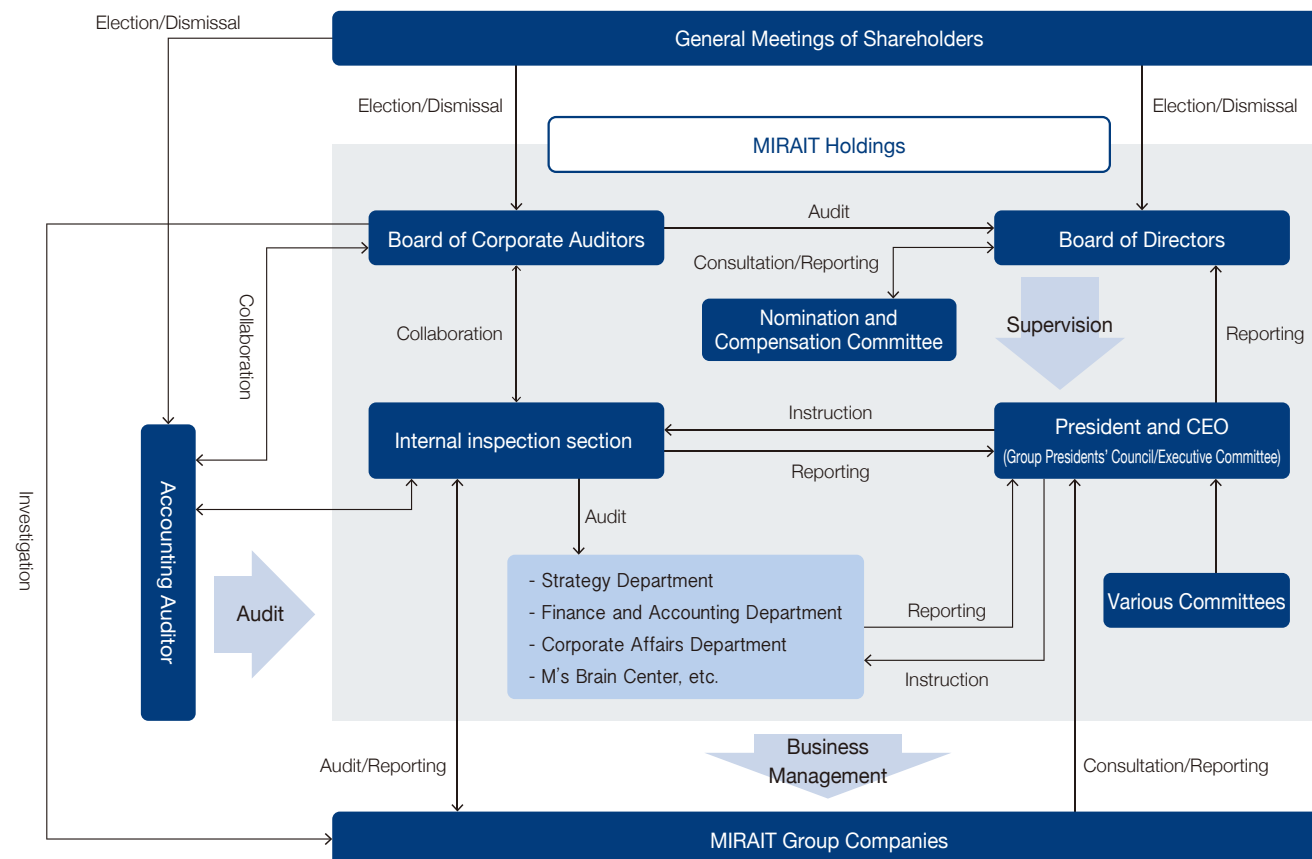 Election/Dismissal
General Meetings of Shareholders
Election/Dismissal
Election/Dismissal
MIRAIT Holdings
Audit
Board of Corporate Auditors
Board of Directors
Consultation/Reporting
Collaboration
Collaboration
Nomination and
Compensation Committee
Supervision
Reporting
Instruction
Internal inspection section
President and CEO
(Group Presidents' Council/Executive Committee)
Reporting
Accounting Auditor
Investigation
Audit
Audit
- Strategy Department
- Finance and Accounting Department
- Corporate Affairs Department
- M's Brain Center, etc.
Reporting
Instruction
Various Committees
Business
Management
Audit/Reporting
Consultation/Reporting
MIRAIT Group Companies